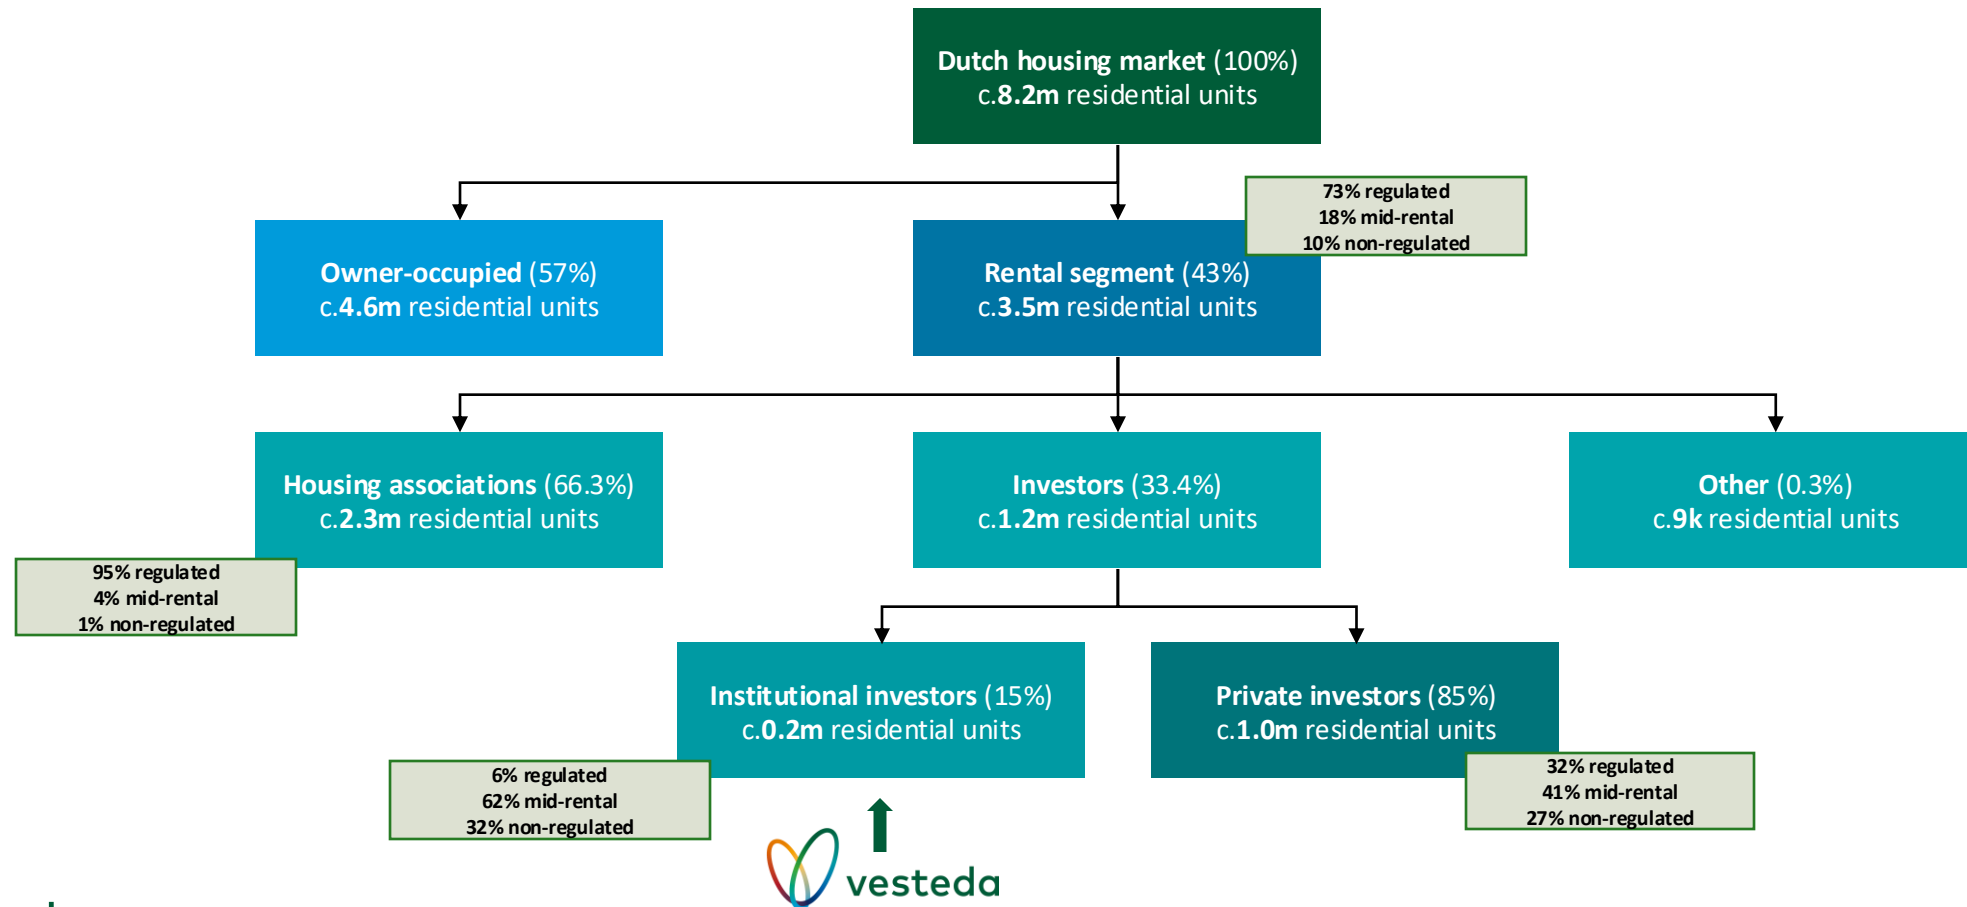 Dutch housing market (100%)
c.8.2m residential units
73% regulated
18% mid-rental
10% non-regulated
Owner-occupied (57%)
c.4.6m residential units
Rental segment (43%)
c.3.5m residential units
Housing associations (66.3%)
c.2.3m residential units
Investors (33.4%)
c.1.2m residential units
Other (0.3%)
c.9k residential units
95% regulated
4% mid-rental
1% non-regulated
Institutional investors (15%)
c.0.2m residential units
Private investors (85%)
c.1.0m residential units
6% regulated
62% mid-rental
32% non-regulated
32% regulated
41% mid-rental
27% non-regulated
vesteda